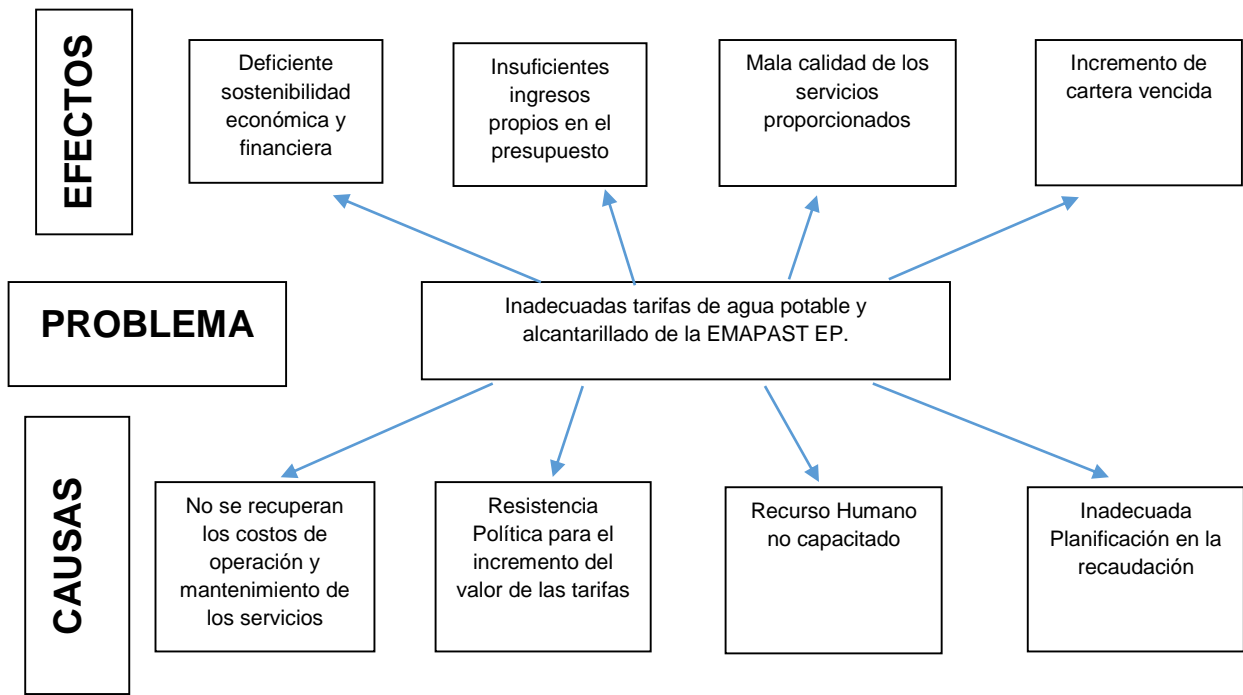 EFECTOS
Deficiente
sostenibilidad
económica y
financiera
Insuficientes
ingresos
propios en el
presupuesto
Mala calidad de los
servicios
proporcionados
Incremento de
cartera vencida
PROBLEMA
Inadecuadas tarifas de agua potable y
alcantarillado de la EMAPAST EP.
CAUSAS
No se recuperan
los costos de
operación y
mantenimiento de
los servicios
Resistencia
Política para el
incremento del
valor de las tarifas
Recurso Humano
no capacitado
Inadecuada
Planificación en la
recaudación